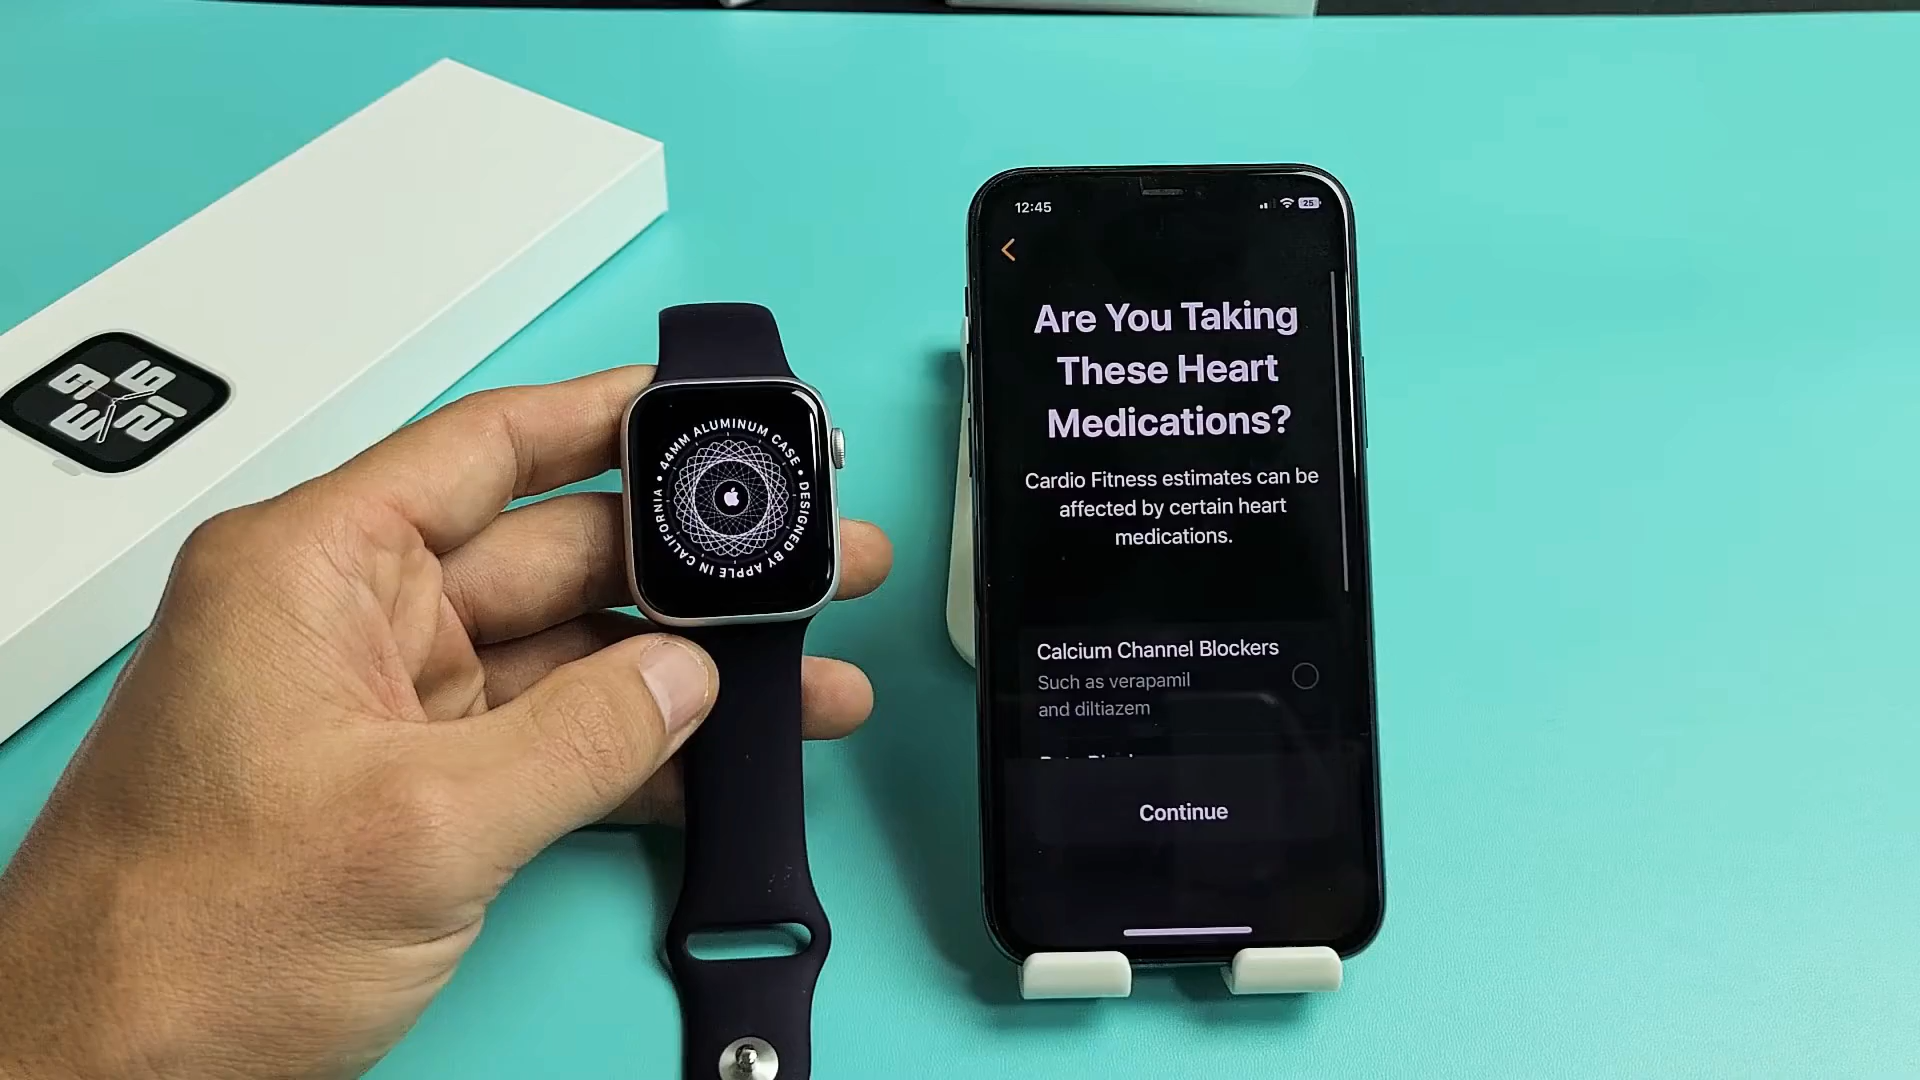 12:45
25
Are You Taking
These Heart
Medications?
Cardio Fitness estimates can be
affected by certain heart
medications.
Calcium Channel Blockers
Such as verapamil
and diltiazem
Continue
• 44MM ALUMINUM CASE • DESIGNED BY APPLE IN CALIFORNIA